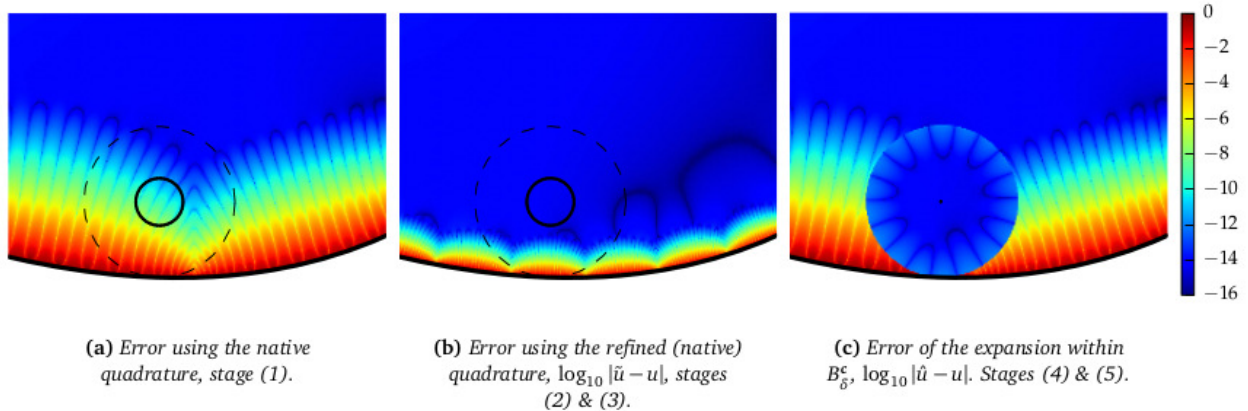 0
−2
−4
−6
−8
−10
−12
−14
−16
(a) Error using the native
quadrature, stage (1).
(b) Error using the refined (native)
quadrature, log₁₀ |ũ − u|, stages
(2) & (3).
(c) Error of the expansion within
B_δ^c, log₁₀ |û − u|. Stages (4) & (5).